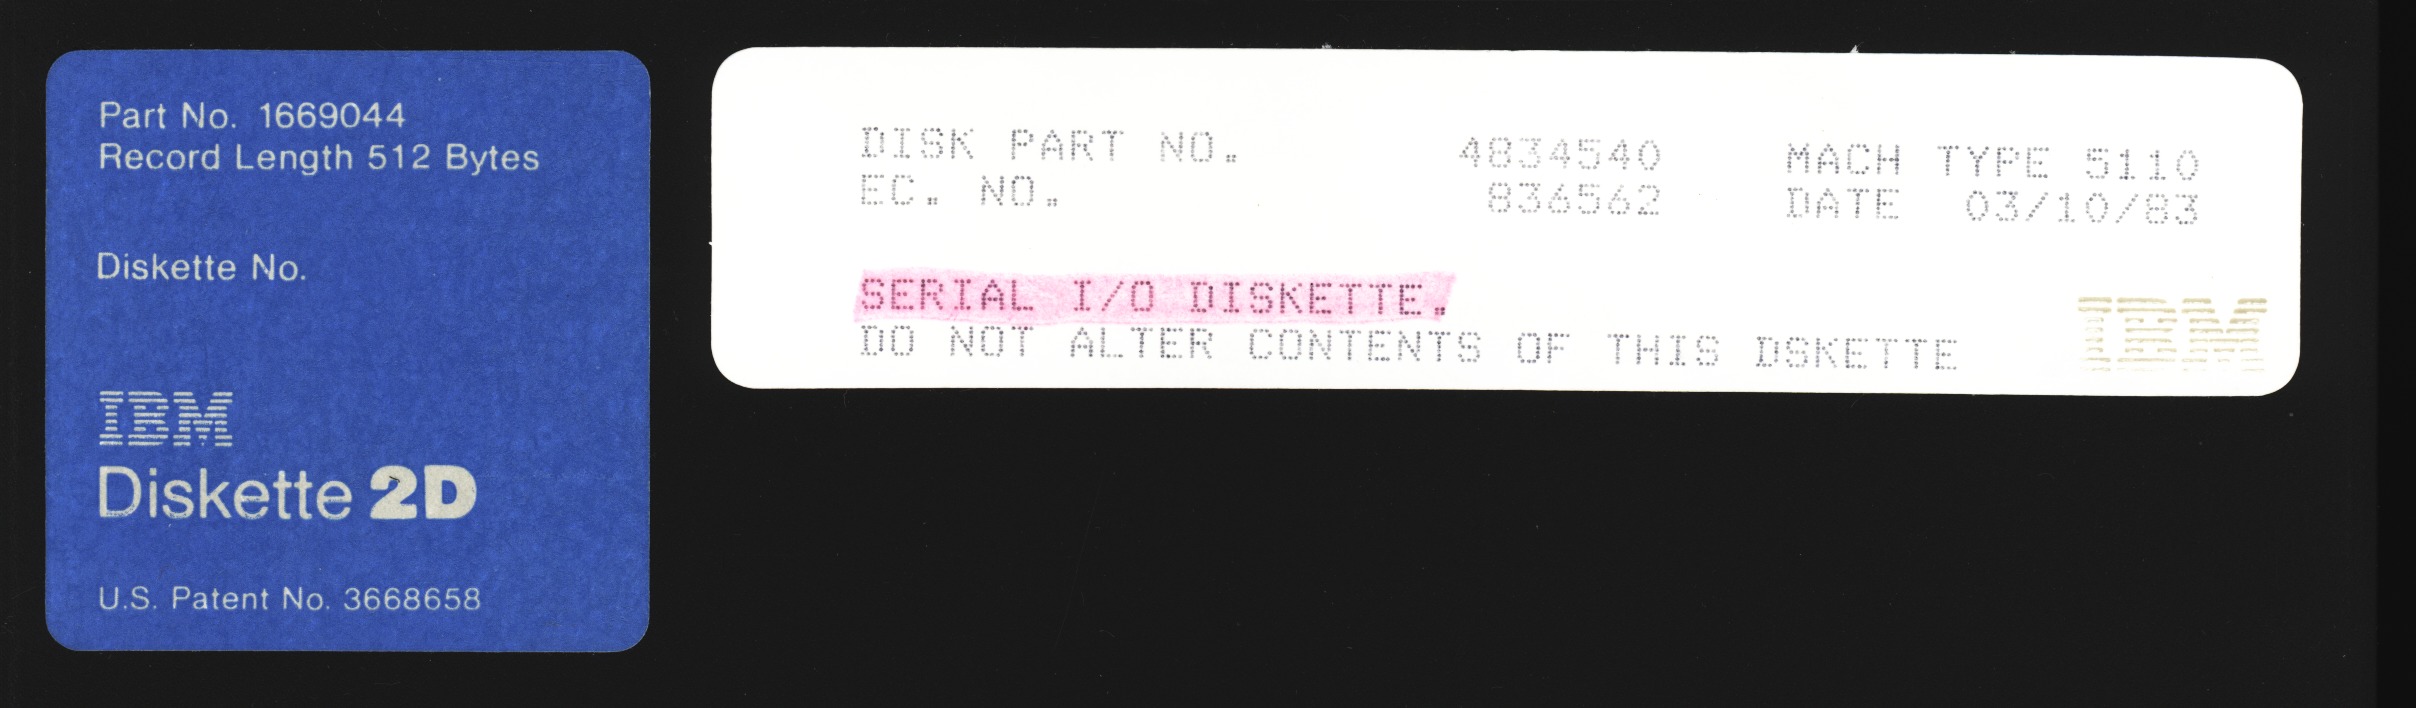 Part No. 1669044
Record Length 512 Bytes
Diskette No.
IBM
Diskette 2D
U.S. Patent No. 3668658
DISK PART NO. 4834540 MACH TYPE 5110
EC. NO. 836562 DATE 03/10/83
SERIAL I/O DISKETTE.
DO NOT ALTER CONTENTS OF THIS DSKETTE
IBM